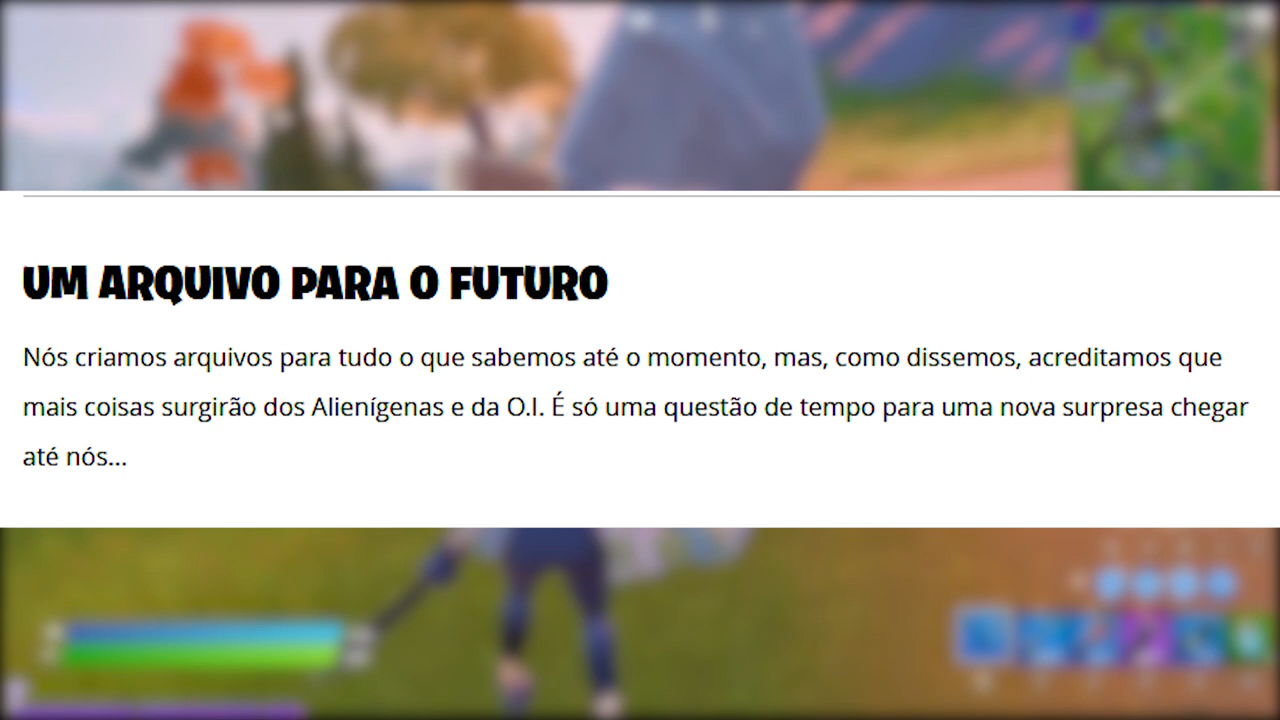 UM ARQUIVO PARA O FUTURO
Nós criamos arquivos para tudo o que sabemos até o momento, mas, como dissemos, acreditamos que
mais coisas surgirão dos Alienígenas e da O.I. É só uma questão de tempo para uma nova surpresa chegar
até nós...